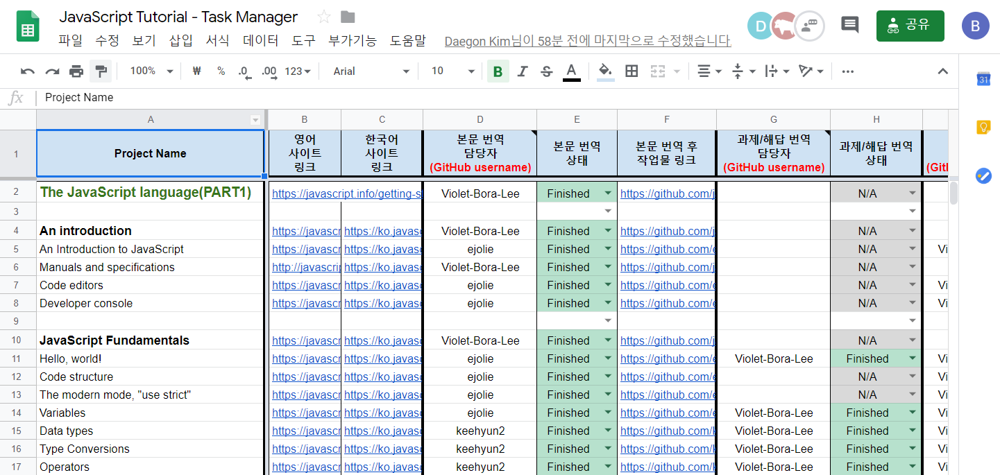 JavaScript Tutorial - Task Manager
파일 수정 보기 삽입 서식 데이터 도구 부가기능 도움말 Daegon Kim님이 58분 전에 마지막으로 수정했습니다.
D
공유
B
100% ₩ % .0 .00 123 Arial 10 B I S A
31
fx Project Name
A B C D E F G H
1 Project Name
영어 사이트 링크
한국어 사이트 링크
본문 번역 담당자 (GitHub username)
본문 번역 상태
본문 번역 후 작업물 링크
과제/해답 번역 담당자 (GitHub username)
과제/해답 번역 상태
(Gitl
2 The JavaScript language(PART1) https://javascript.info/getting-s Violet-Bora-Lee Finished https://github.com/j N/A
3
4 An introduction https://javascr https://ko.javasc Violet-Bora-Lee Finished https://github.com/j N/A
5 An Introduction to JavaScript https://javascr https://ko.javasc ejolie Finished https://github.com/e N/A Vi
6 Manuals and specifications http://javascrip https://ko.javasc Violet-Bora-Lee Finished https://github.com/j N/A
7 Code editors https://javascr https://ko.javasc ejolie Finished https://github.com/e N/A Vi
8 Developer console https://javascr https://ko.javasc ejolie Finished https://github.com/e N/A Vi
9
10 JavaScript Fundamentals https://javascr https://ko.javasc Violet-Bora-Lee Finished https://github.com/j N/A
11 Hello, world! https://javascr https://ko.javasc ejolie Finished https://github.com/e Violet-Bora-Lee Finished Vi
12 Code structure https://javascr https://ko.javasc ejolie Finished https://github.com/e N/A Vi
13 The modern mode, "use strict" https://javascr https://ko.javasc ejolie Finished https://github.com/e N/A Vi
14 Variables https://javascr https://ko.javasc ejolie Finished https://github.com/e Violet-Bora-Lee Finished Vi
15 Data types https://javascr https://ko.javasc keehyun2 Finished https://github.com/k Violet-Bora-Lee Finished Vi
16 Type Conversions https://javascr https://ko.javasc keehyun2 Finished https://github.com/k Violet-Bora-Lee Finished Vi
17 Operators https://javascr https://ko.javasc keehyun2 Finished https://github.com/k Violet-Bora-Lee Finished Vi